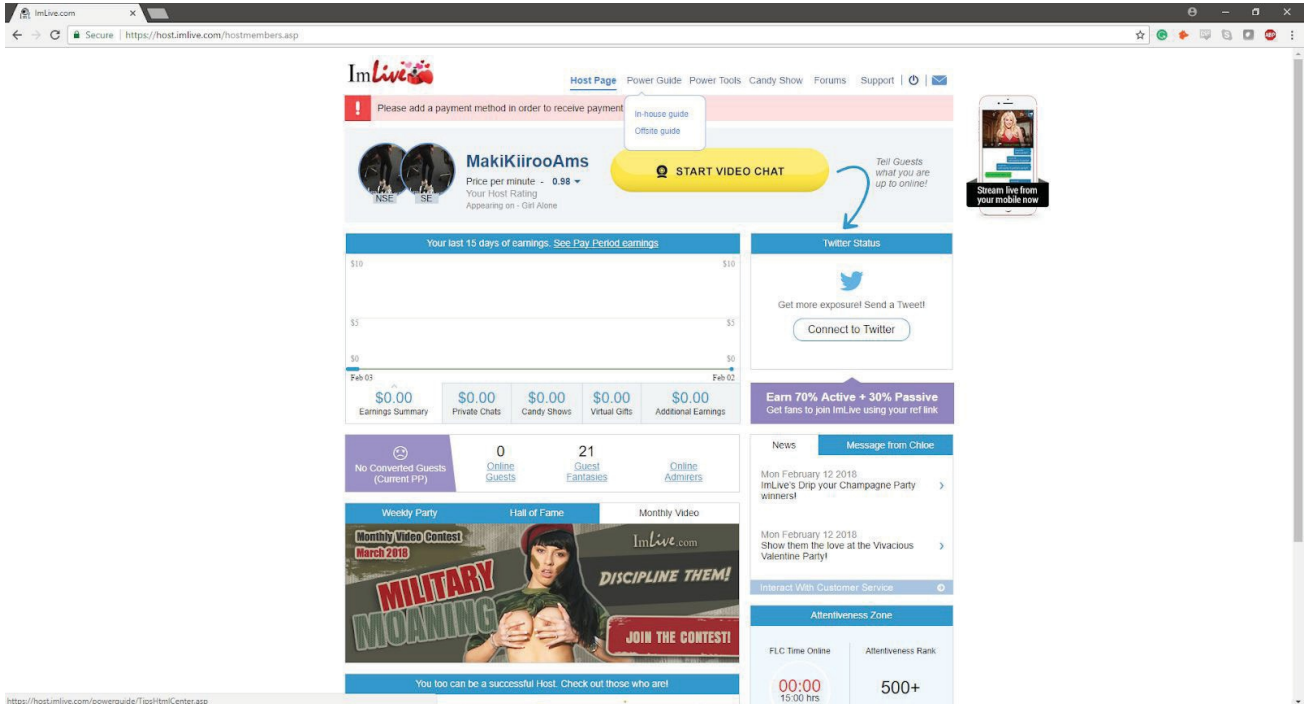 ImLive.com
Secure | https://host.imlive.com/hostmembers.asp
ImLive
Host Page Power Guide Power Tools Candy Show Forums Support
! Please add a payment method in order to receive payment
In-house guide
Offsite guide
MakiKiirooAms
Price per minute - 0.98
Your Host Rating
Appearing on - Girl Alone
NSE SE
START VIDEO CHAT
Tell Guests
what you are
up to online!
Stream live from
your mobile now
Your last 15 days of earnings. See Pay Period earnings
$10 $10
$5 $5
$0 $0
Feb 03 Feb 02
$0.00 $0.00 $0.00 $0.00 $0.00
Earnings Summary Private Chats Candy Shows Virtual Gifts Additional Earnings
Twitter Status
Get more exposure! Send a Tweet!
Connect to Twitter
Earn 70% Active + 30% Passive
Get fans to join ImLive using your ref link
No Converted Guests
(Current PP)
0
Online
Guests
21
Guest
Fantasies
Online
Admirers
News Message from Chloe
Mon February 12 2018
ImLive's Drip your Champagne Party
winners!
Mon February 12 2018
Show them the love at the Vivacious
Valentine Party!
Interact With Customer Service
Weekly Party Hall of Fame Monthly Video
Monthly Video Contest
March 2018
MILITARY
MOANING
ImLive.com
DISCIPLINE THEM!
JOIN THE CONTEST!
Attentiveness Zone
FLC Time Online Attentiveness Rank
00:00
15:00 hrs
500+
You too can be a successful Host. Check out those who are!
https://host.imlive.com/powerguide/TipsHtmlCenter.asp